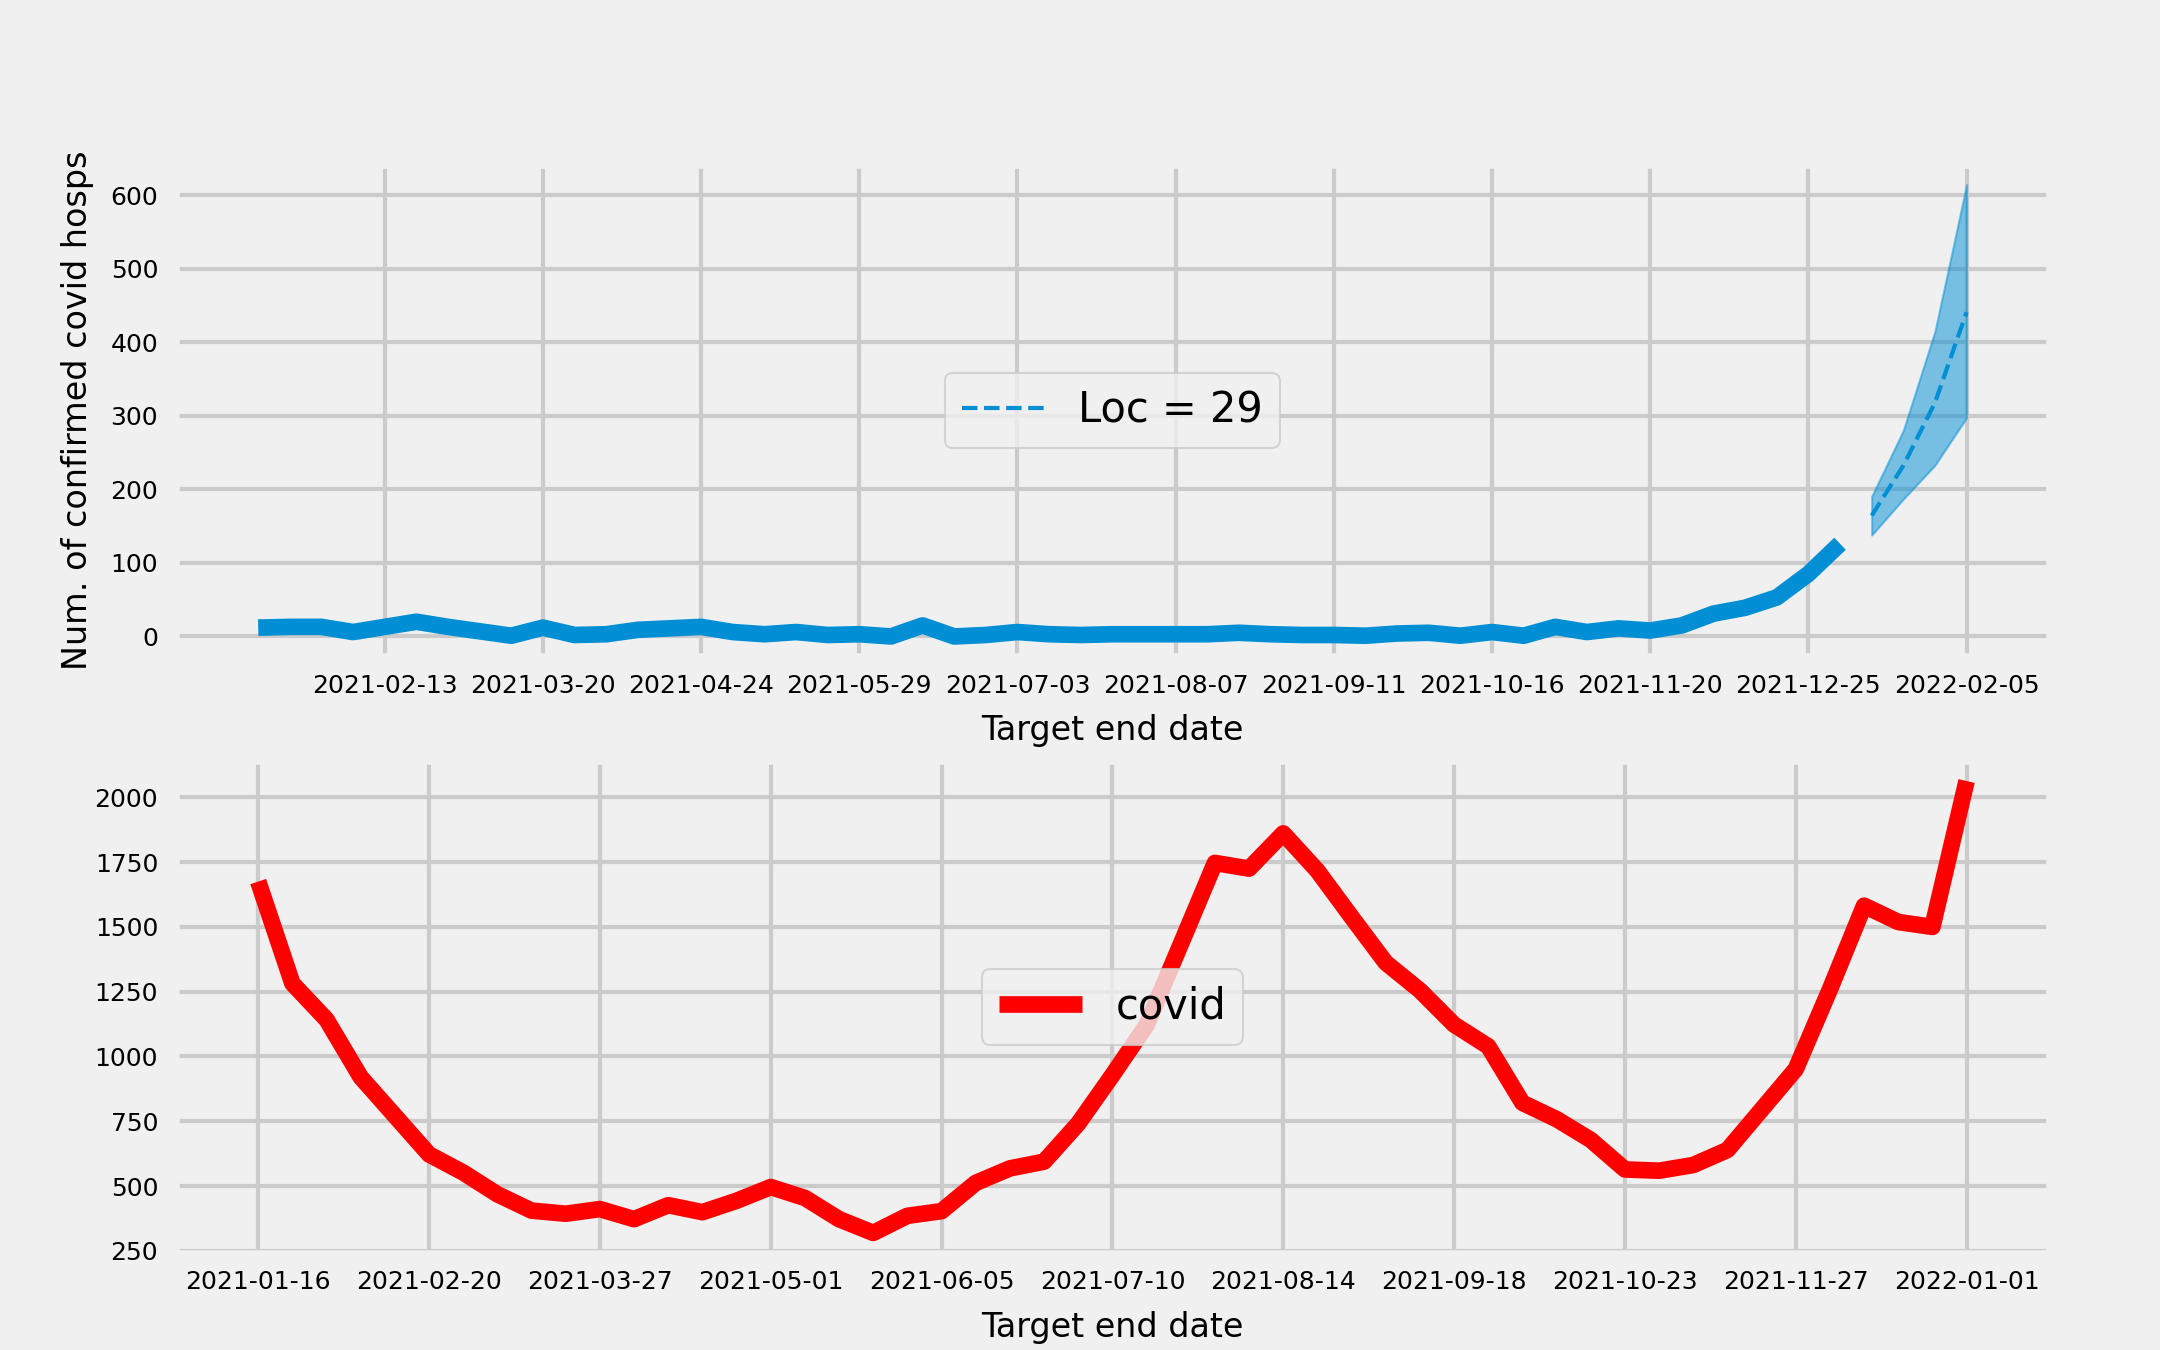 Num. of confirmed covid hosps
600
500
400
300
200
100
0
Loc = 29
2021-02-13 2021-03-20 2021-04-24 2021-05-29 2021-07-03 2021-08-07 2021-09-11 2021-10-16 2021-11-20 2021-12-25 2022-02-05
Target end date
2000
1750
1500
1250
1000
750
500
250
covid
2021-01-16 2021-02-20 2021-03-27 2021-05-01 2021-06-05 2021-07-10 2021-08-14 2021-09-18 2021-10-23 2021-11-27 2022-01-01
Target end date